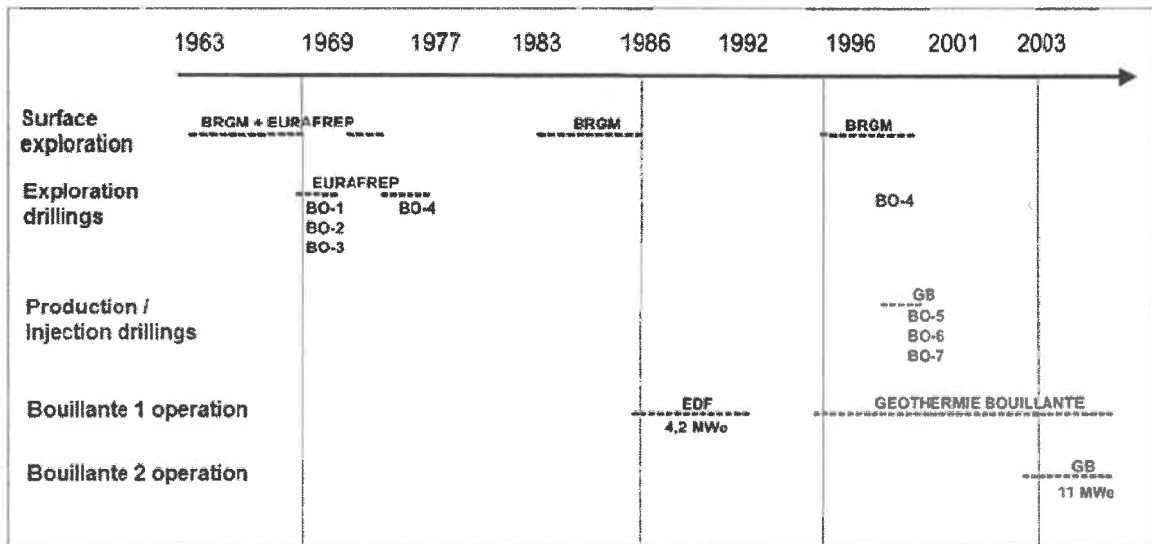 1963 1969 1977 1983 1986 1992 1996 2001 2003
Surface
exploration
BRGM + EURAFREP
BRGM
BRGM
Exploration
drillings
EURAFREP
BO-1
BO-2
BO-3
BO-4
BO-4
Production /
Injection drillings
GB
BO-5
BO-6
BO-7
Bouillante 1 operation
EDF
4,2 MWe
GEOTHERMIE BOUILLANTE
Bouillante 2 operation
GB
11 MWe